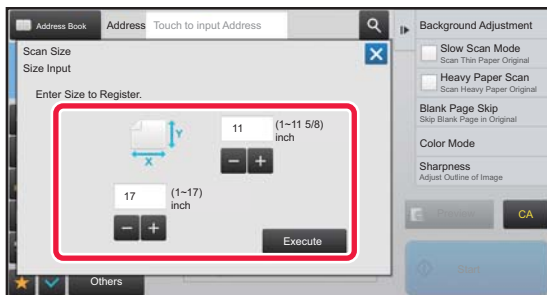 Address Book
Address
Touch to input Address
Scan Size
Size Input
Enter Size to Register.
Y
X
11
(1~11 5/8)
inch
17
(1~17)
inch
Execute
Others
Background Adjustment
Slow Scan Mode
Scan Thin Paper Original
Heavy Paper Scan
Scan Heavy Paper Original
Blank Page Skip
Skip Blank Page in Original
Color Mode
Sharpness
Adjust Outline of Image
Preview
CA
Start